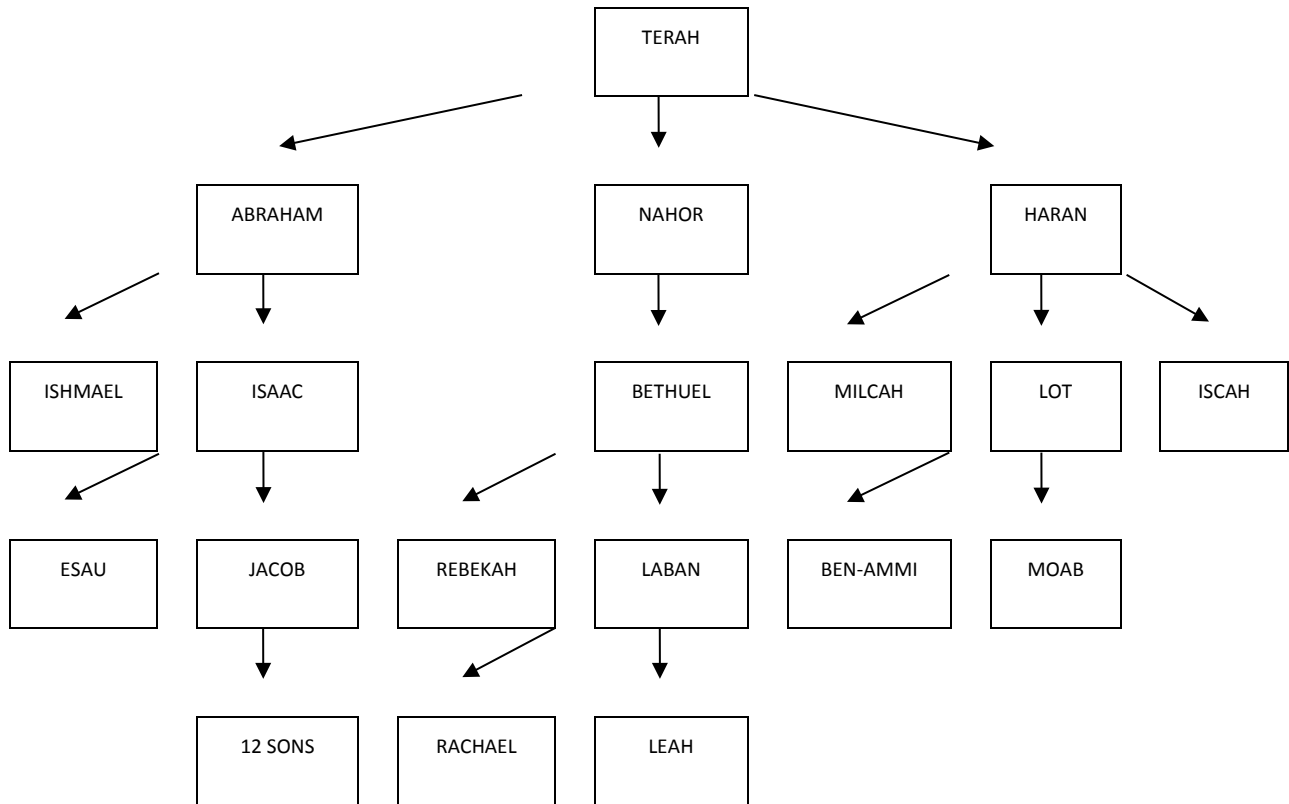 TERAH
ABRAHAM
NAHOR
HARAN
ISHMAEL
ISAAC
BETHUEL
MILCAH
LOT
ISCAH
ESAU
JACOB
REBEKAH
LABAN
BEN-AMMI
MOAB
12 SONS
RACHAEL
LEAH